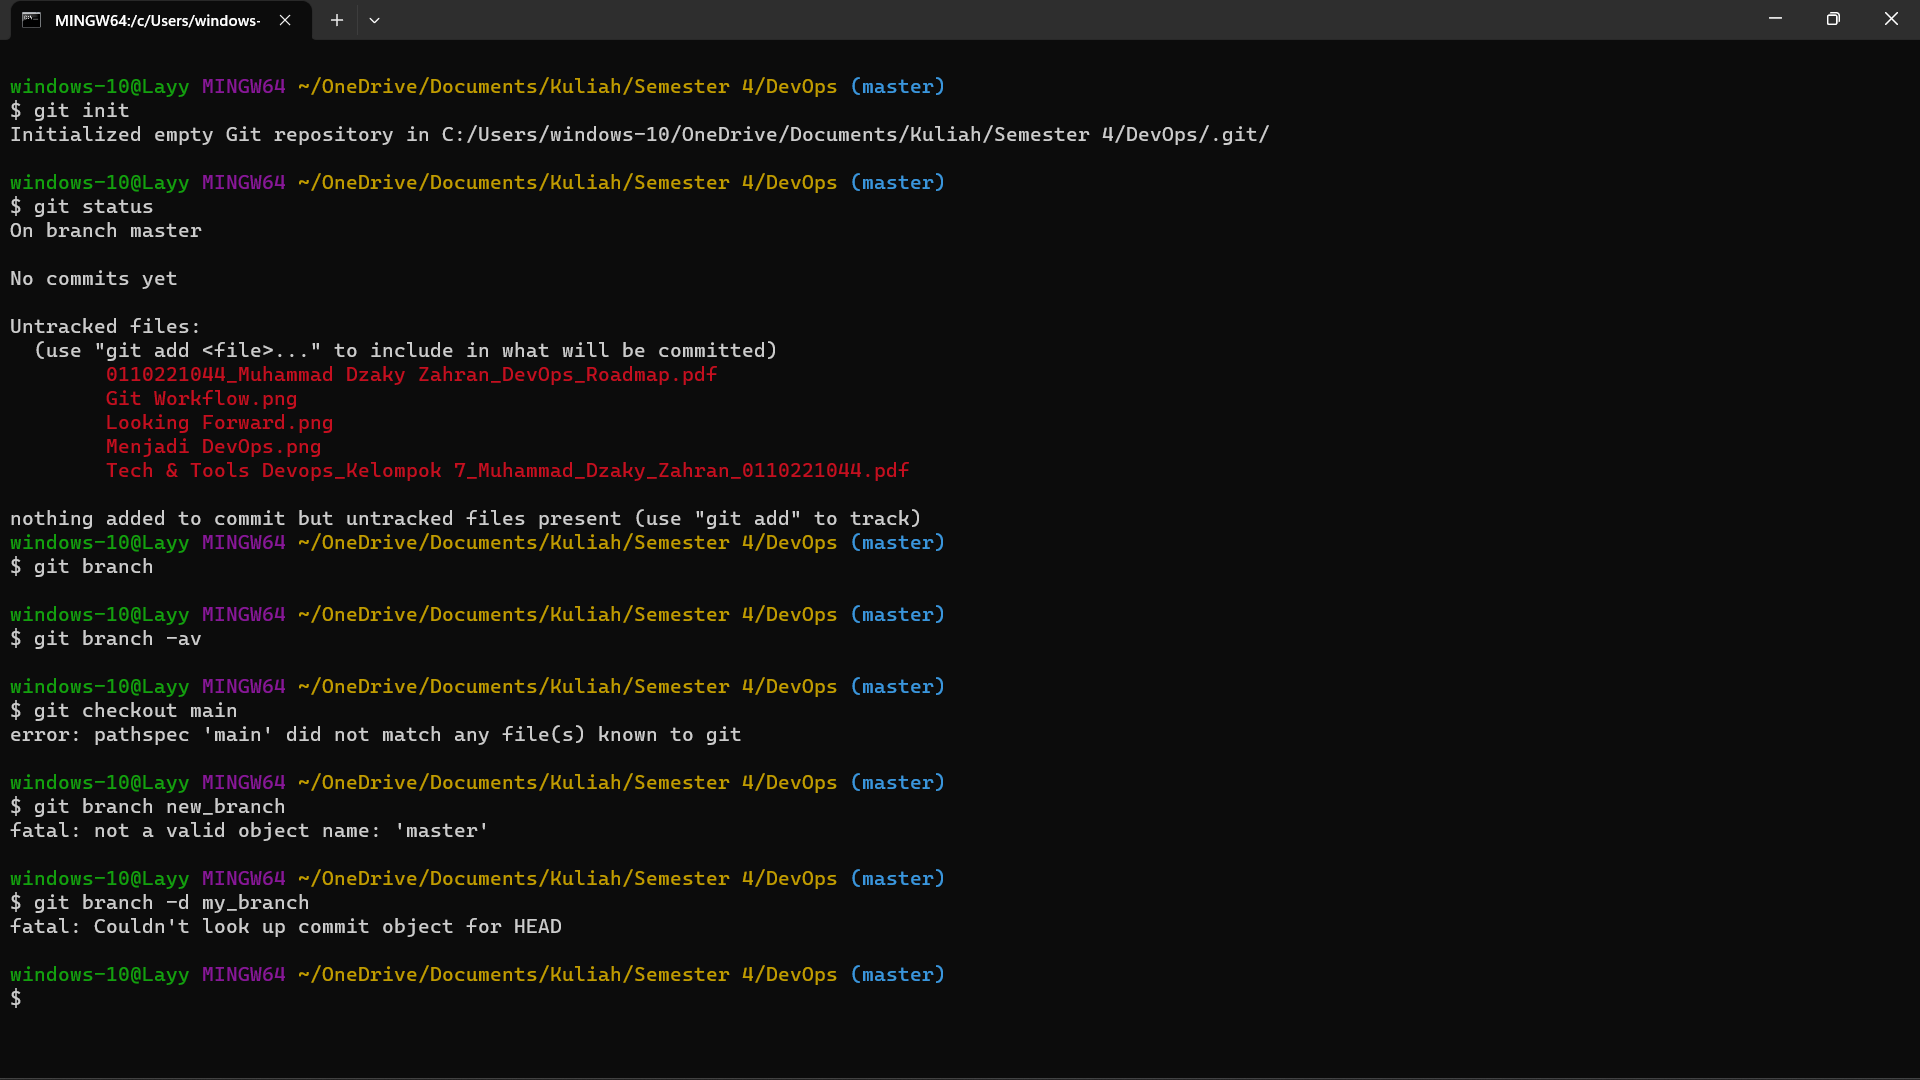 MINGW64:/c/Users/windows-
windows-10@Layy MINGW64 ~/OneDrive/Documents/Kuliah/Semester 4/DevOps (master)
$ git init
Initialized empty Git repository in C:/Users/windows-10/OneDrive/Documents/Kuliah/Semester 4/DevOps/.git/
windows-10@Layy MINGW64 ~/OneDrive/Documents/Kuliah/Semester 4/DevOps (master)
$ git status
On branch master
No commits yet
Untracked files:
(use "git add <file>..." to include in what will be committed)
0110221044_Muhammad Dzaky Zahran_DevOps_Roadmap.pdf
Git Workflow.png
Looking Forward.png
Menjadi DevOps.png
Tech & Tools Devops_Kelompok 7_Muhammad_Dzaky_Zahran_0110221044.pdf
nothing added to commit but untracked files present (use "git add" to track)
windows-10@Layy MINGW64 ~/OneDrive/Documents/Kuliah/Semester 4/DevOps (master)
$ git branch
windows-10@Layy MINGW64 ~/OneDrive/Documents/Kuliah/Semester 4/DevOps (master)
$ git branch -av
windows-10@Layy MINGW64 ~/OneDrive/Documents/Kuliah/Semester 4/DevOps (master)
$ git checkout main
error: pathspec 'main' did not match any file(s) known to git
windows-10@Layy MINGW64 ~/OneDrive/Documents/Kuliah/Semester 4/DevOps (master)
$ git branch new_branch
fatal: not a valid object name: 'master'
windows-10@Layy MINGW64 ~/OneDrive/Documents/Kuliah/Semester 4/DevOps (master)
$ git branch -d my_branch
fatal: Couldn't look up commit object for HEAD
windows-10@Layy MINGW64 ~/OneDrive/Documents/Kuliah/Semester 4/DevOps (master)
$